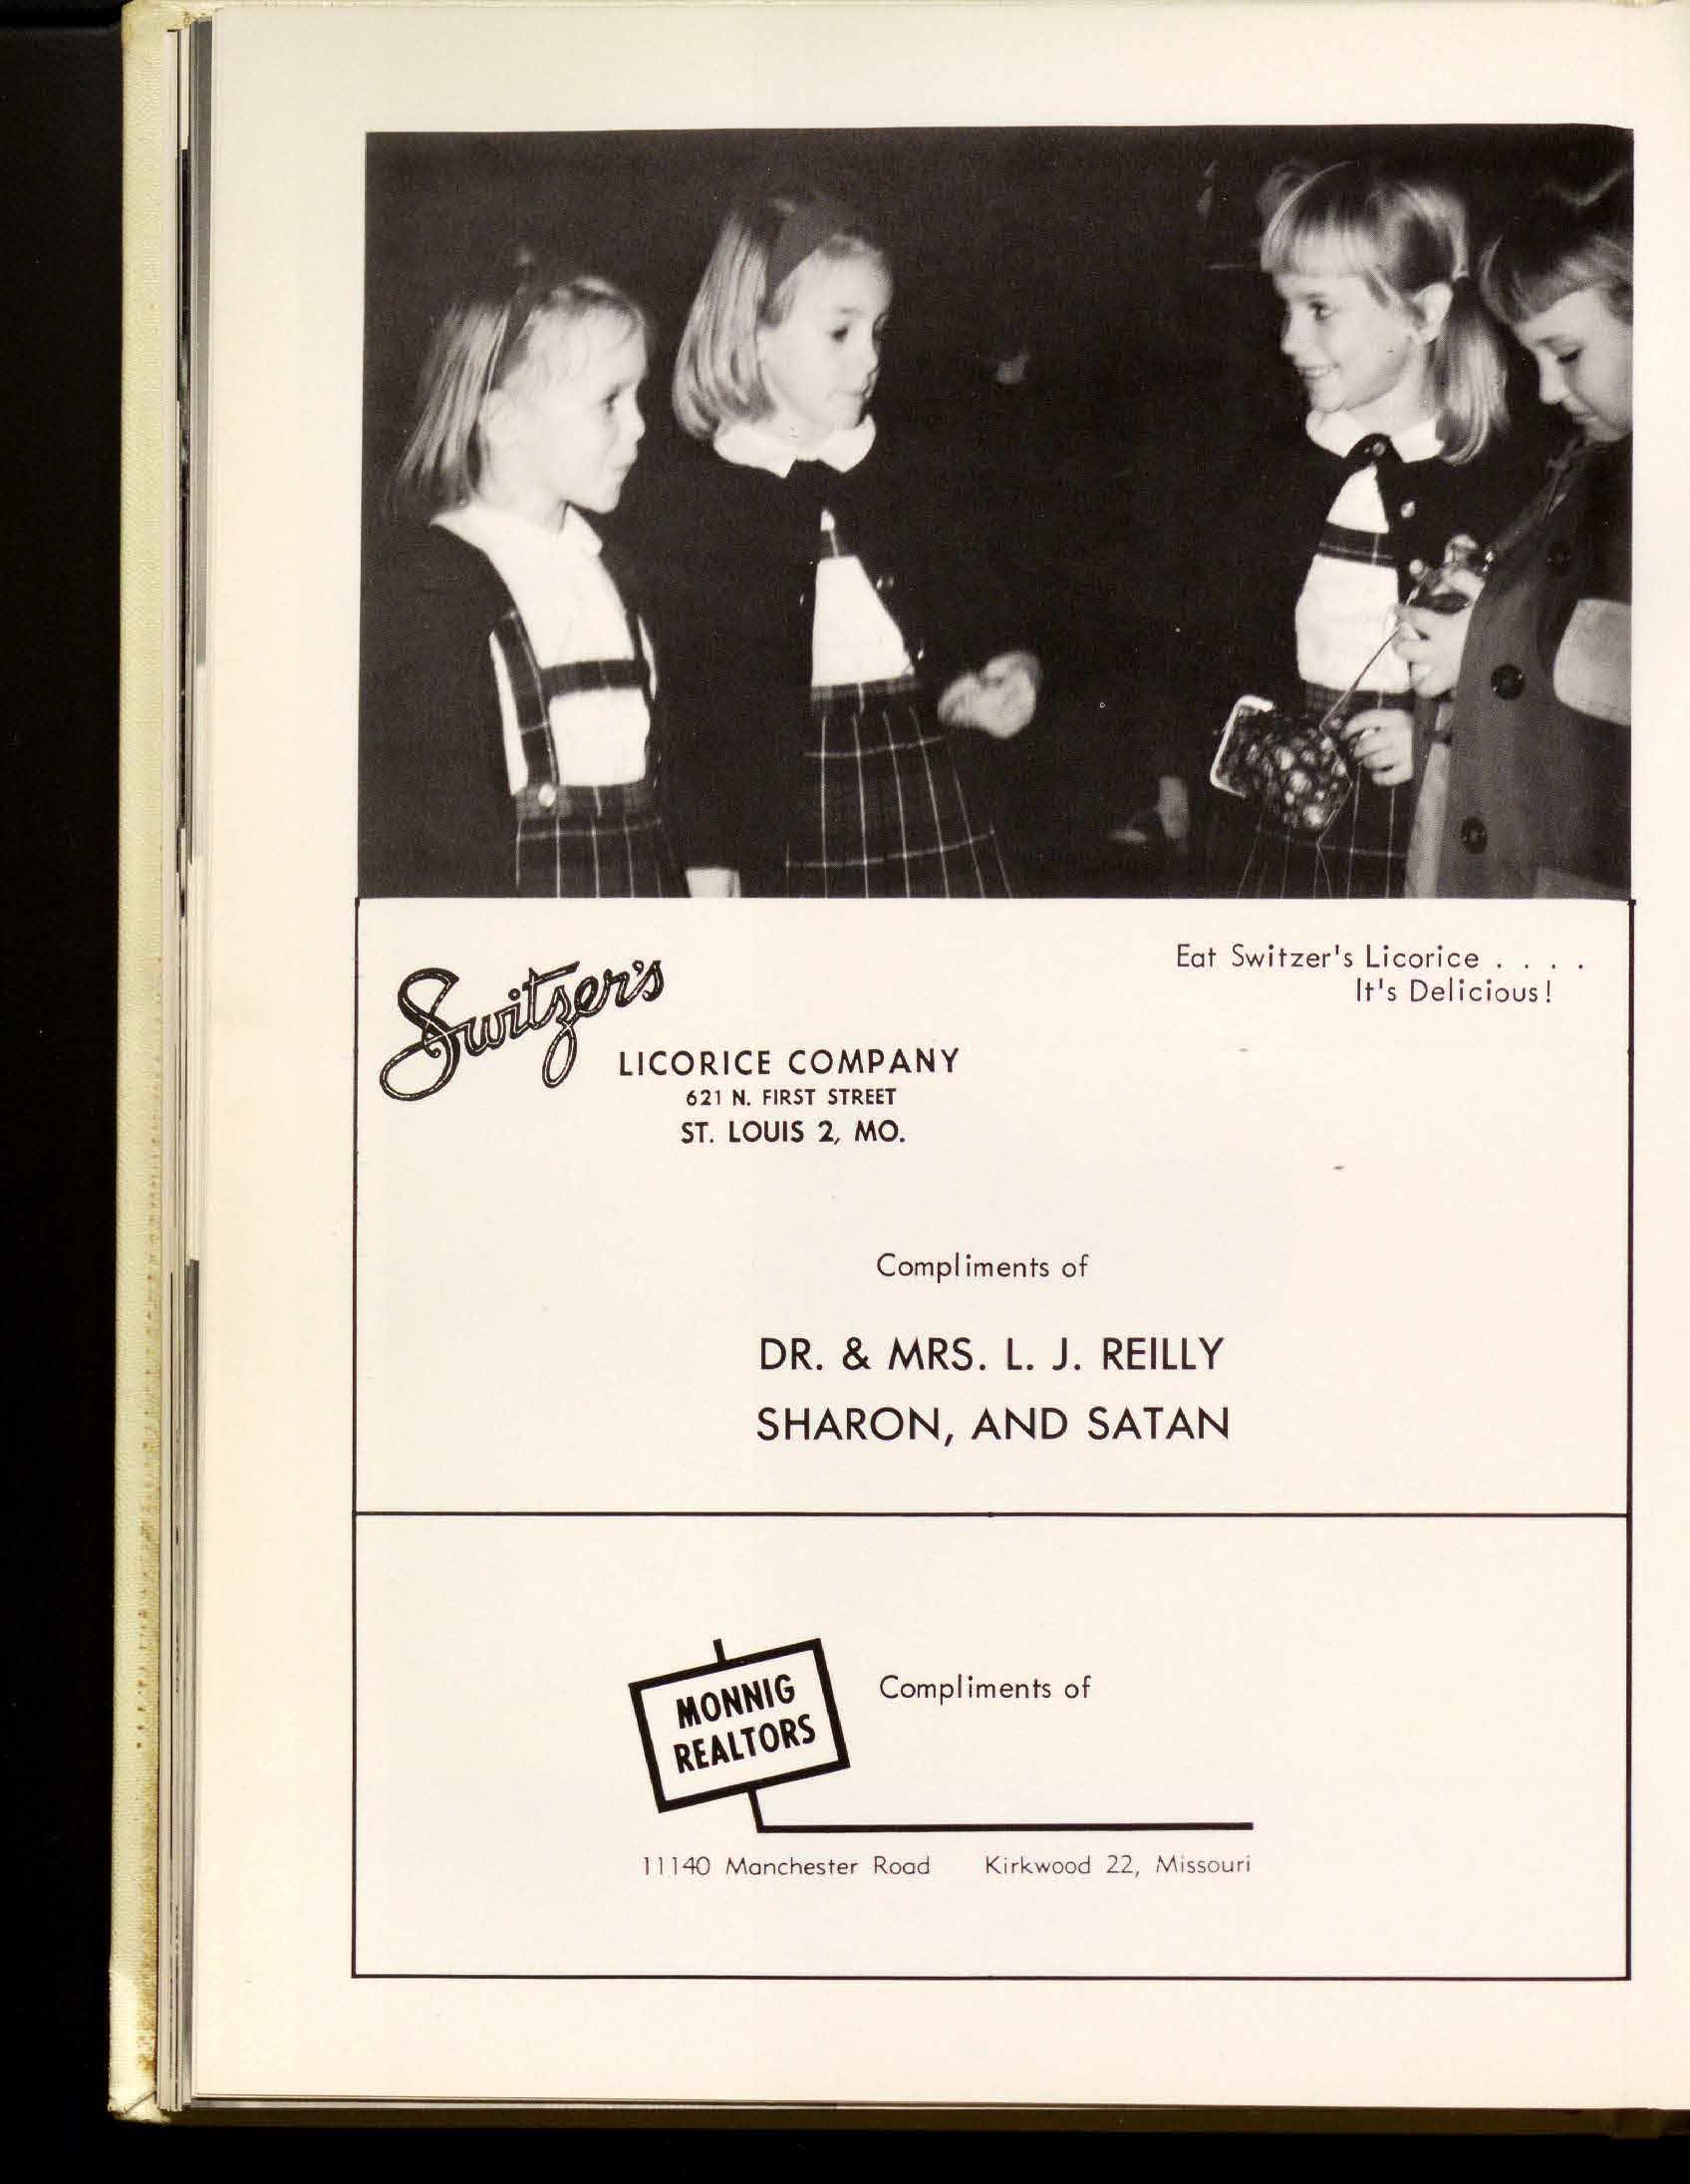 Switzer's
LICORICE COMPANY
621 N. FIRST STREET
ST. LOUIS 2, MO.
Eat Switzer's Licorice . . . .
It's Delicious!
Compliments of
DR. & MRS. L. J. REILLY
SHARON, AND SATAN
MONNIG
REALTORS
Compliments of
11140 Manchester Road Kirkwood 22, Missouri